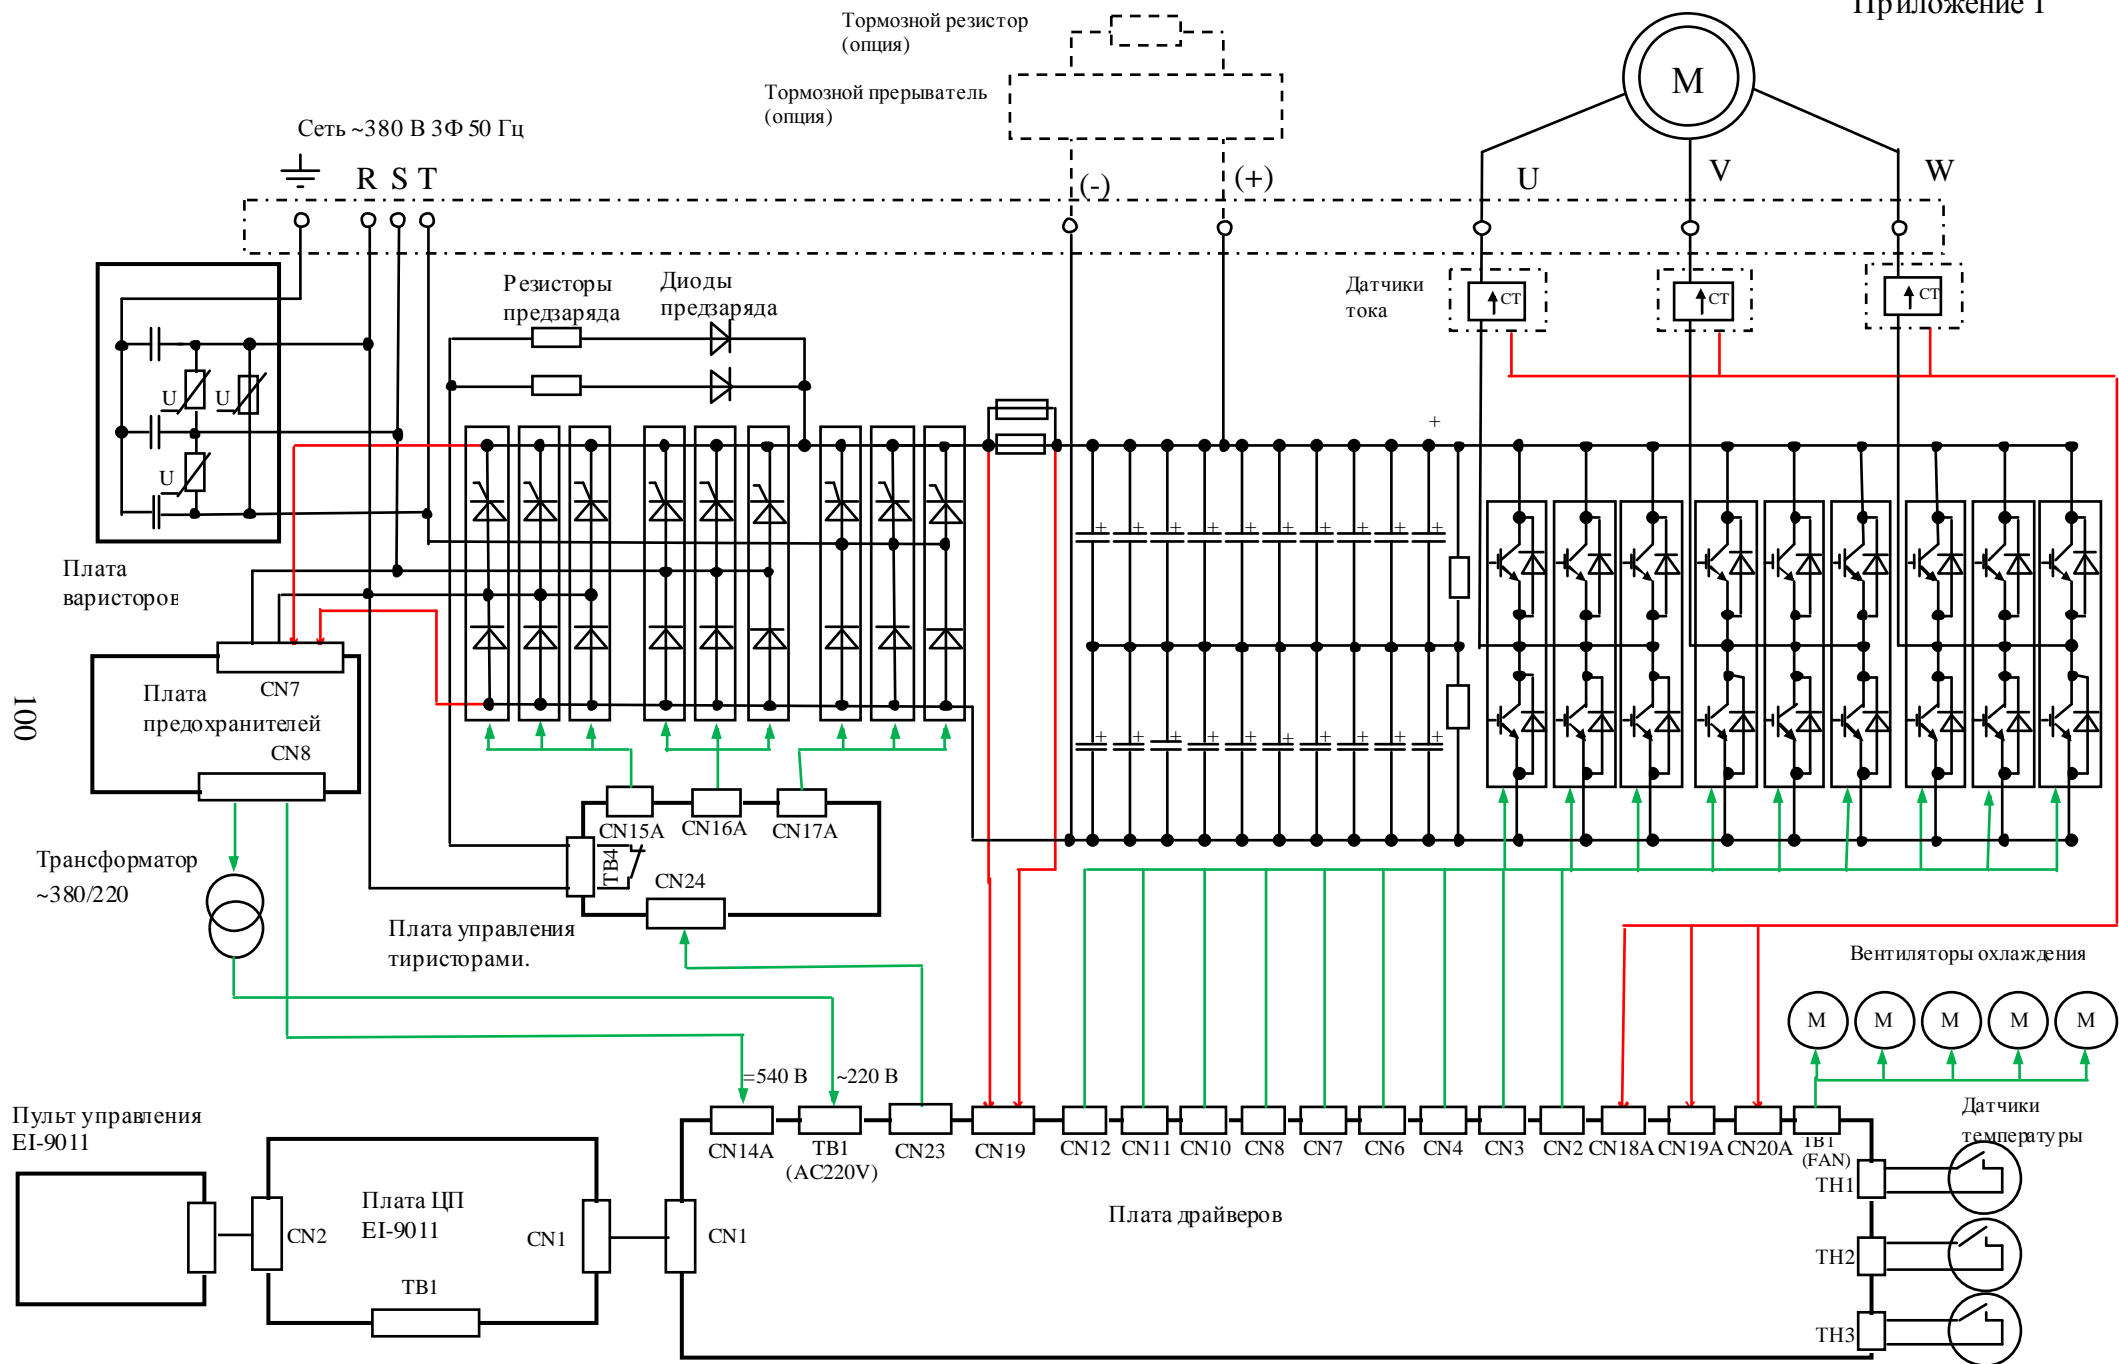 Приложение 1
Тормозной резистор
(опция)
Тормозной прерыватель
(опция)
M
Сеть ~380 В 3Ф 50 Гц
R S T
(-)
(+)
U
V
W
Резисторы
предзаряда
Диоды
предзаряда
Датчики
тока
CT
CT
CT
U
U
U
+
+ + + + + + + + + +
+ + + + + + + + + +
Плата
варисторов
CN7
Плата
предохранителей
CN8
100
CN15A
CN16A
CN17A
TB4
CN24
Трансформатор
~380/220
Плата управления
тиристорами.
Вентиляторы охлаждения
M M M M M
=540 В
~220 В
Пульт управления
EI-9011
Датчики
температуры
CN14A
TB1
(AC220V)
CN23
CN19
CN12
CN11
CN10
CN8
CN7
CN6
CN4
CN3
CN2
CN18A
CN19A
CN20A
TB1
(FAN)
TH1
TH2
TH3
Плата ЦП
EI-9011
CN2
CN1
TB1
CN1
Плата драйверов